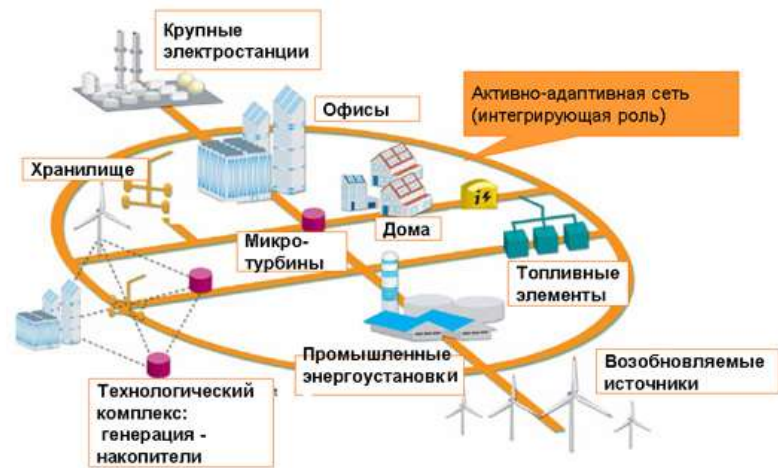 Крупные
электростанции
Активно-адаптивная сеть
(интегрирующая роль)
Офисы
Хранилище
Дома
Микро-
турбины
Топливные
элементы
Промышленные
энергоустановки
Возобновляемые
источники
Технологический
комплекс:
генерация -
накопители